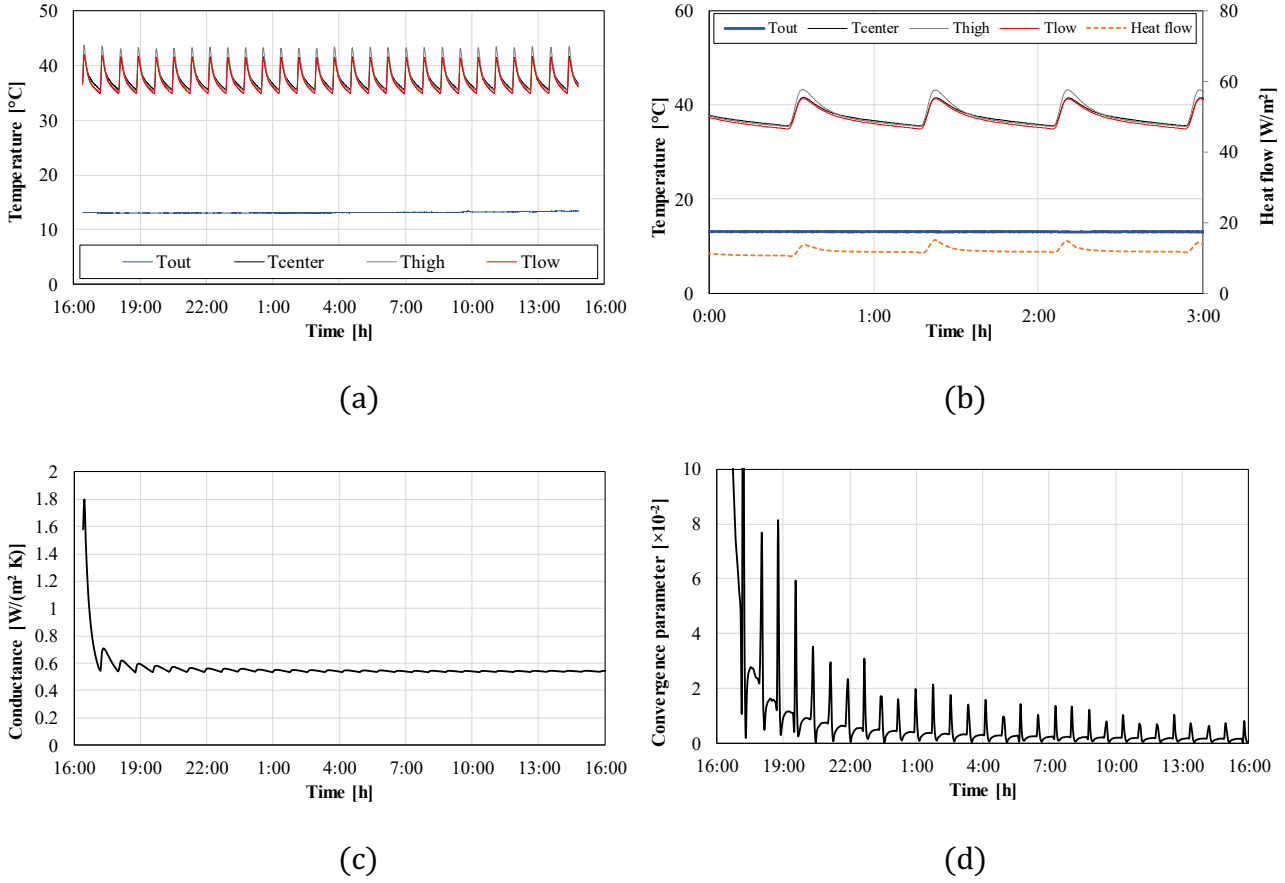 50
40
30
20
10
0
Temperature [°C]
Tout Tcenter Thigh Tlow
16:00 19:00 22:00 1:00 4:00 7:00 10:00 13:00 16:00
Time [h]
(a)
60
40
20
0
Temperature [°C]
Tout Tcenter Thigh Tlow Heat flow
80
60
40
20
0
Heat flow [W/m²]
0:00 1:00 2:00 3:00
Time [h]
(b)
2
1.8
1.6
1.4
1.2
1
0.8
0.6
0.4
0.2
0
Conductance [W/(m² K)]
16:00 19:00 22:00 1:00 4:00 7:00 10:00 13:00 16:00
Time [h]
(c)
10
8
6
4
2
0
Convergence parameter [×10⁻²]
16:00 19:00 22:00 1:00 4:00 7:00 10:00 13:00 16:00
Time [h]
(d)